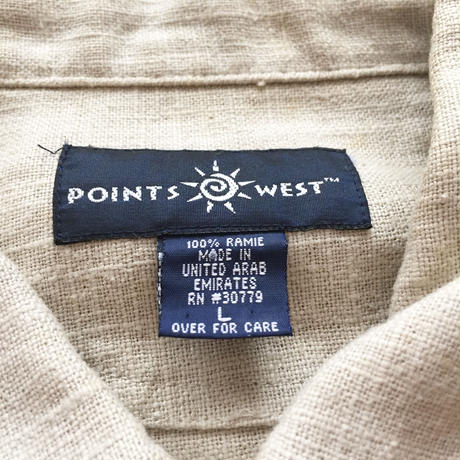 POINTS WEST™
100% RAMIE
MADE IN
UNITED ARAB
EMIRATES
RN #30779
L
OVER FOR CARE